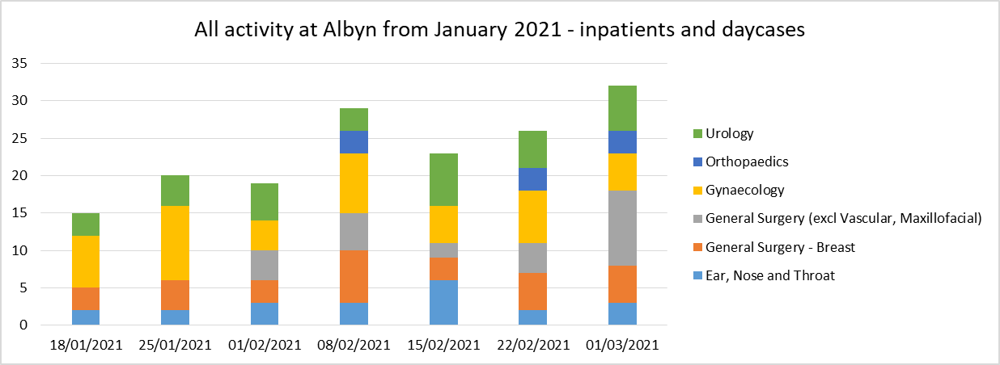 All activity at Albyn from January 2021 - inpatients and daycases
35
30
25
20
15
10
5
0
18/01/2021 25/01/2021 01/02/2021 08/02/2021 15/02/2021 22/02/2021 01/03/2021
Urology
Orthopaedics
Gynaecology
General Surgery (excl Vascular, Maxillofacial)
General Surgery - Breast
Ear, Nose and Throat